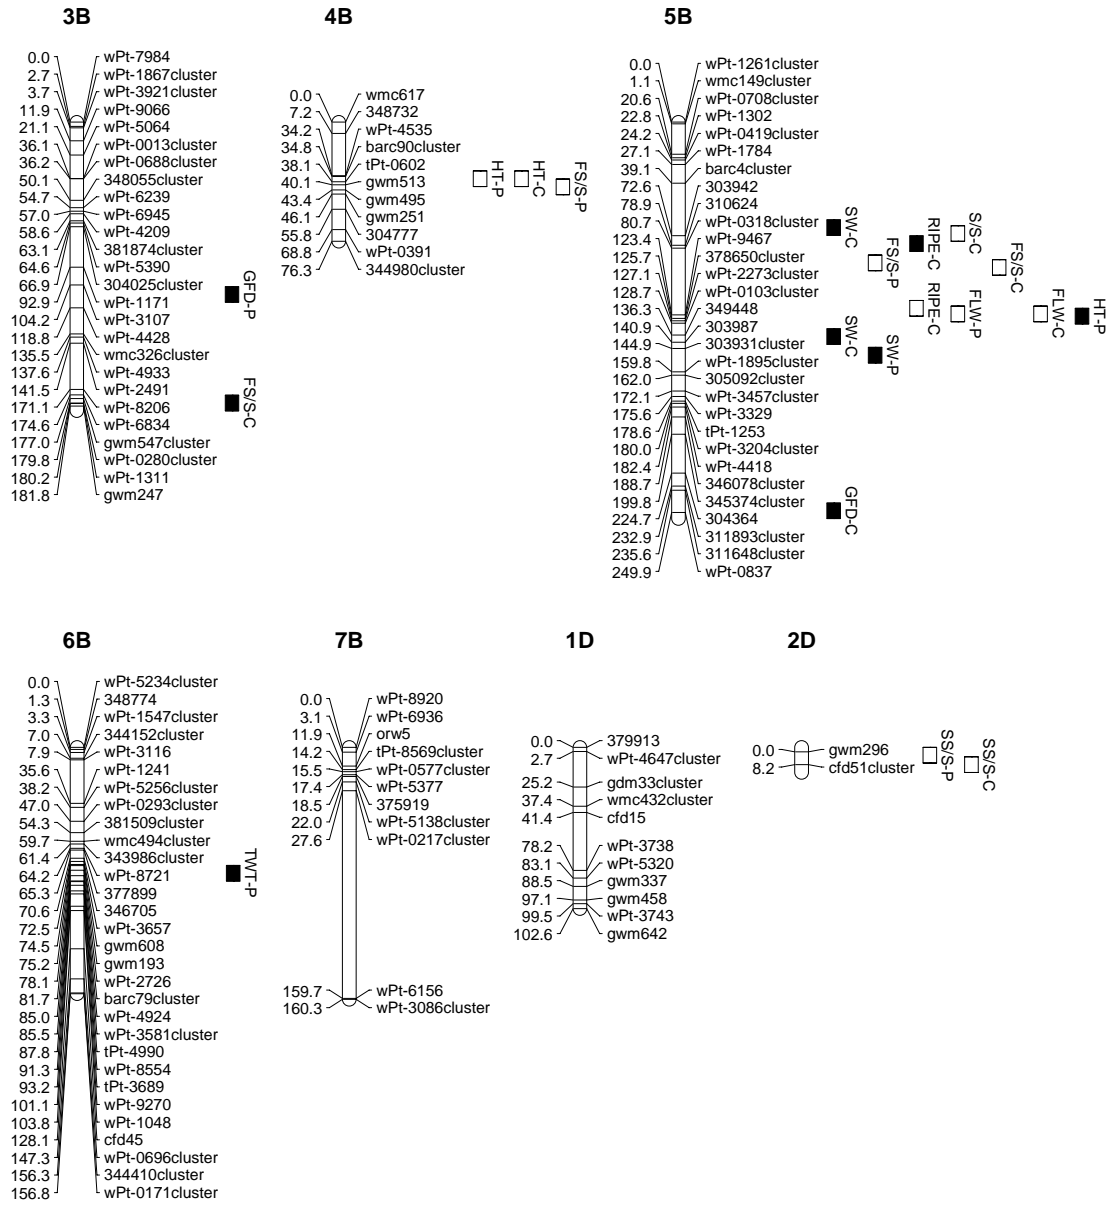 3B
0.0 wPt-7984
2.7 wPt-1867cluster
3.7 wPt-3921cluster
11.9 wPt-9066
21.1 wPt-5064
36.1 wPt-0013cluster
36.2 wPt-0688cluster
50.1 348055cluster
54.7 wPt-6239
57.0 wPt-6945
58.6 wPt-4209
63.1 381874cluster
64.6 wPt-5390
66.9 304025cluster
92.9 wPt-1171
104.2 wPt-3107
118.8 wPt-4428
135.5 wmc326cluster
137.6 wPt-4933
141.5 wPt-2491
171.1 wPt-8206
174.6 wPt-6834
177.0 gwm547cluster
179.8 wPt-0280cluster
180.2 wPt-1311
181.8 gwm247
GFD-P
FS/S-C
4B
0.0 wmc617
7.2 348732
34.2 wPt-4535
34.8 barc90cluster
38.1 tPt-0602
40.1 gwm513
43.4 gwm495
46.1 gwm251
55.8 304777
68.8 wPt-0391
76.3 344980cluster
HT-P
HT-C
FS/S-P
5B
0.0 wPt-1261cluster
1.1 wmc149cluster
20.6 wPt-0708cluster
22.8 wPt-1302
24.2 wPt-0419cluster
27.1 wPt-1784
39.1 barc4cluster
72.6 303942
78.9 310624
80.7 wPt-0318cluster
123.4 wPt-9467
125.7 378650cluster
127.1 wPt-2273cluster
128.7 wPt-0103cluster
136.3 349448
140.9 303987
144.9 303931cluster
159.8 wPt-1895cluster
162.0 305092cluster
172.1 wPt-3457cluster
175.6 wPt-3329
178.6 tPt-1253
180.0 wPt-3204cluster
182.4 wPt-4418
188.7 346078cluster
199.8 345374cluster
224.7 304364
232.9 311893cluster
235.6 311648cluster
249.9 wPt-0837
SW-C
FS/S-P
RIPE-C
S/S-C
FS/S-C
RIPE-C
FLW-P
FLW-C
HT-P
SW-C
SW-P
GFD-C
6B
0.0 wPt-5234cluster
1.3 348774
3.3 wPt-1547cluster
7.0 344152cluster
7.9 wPt-3116
35.6 wPt-1241
38.2 wPt-5256cluster
47.0 wPt-0293cluster
54.3 381509cluster
59.7 wmc494cluster
61.4 343986cluster
64.2 wPt-8721
65.3 377899
70.6 346705
72.5 wPt-3657
74.5 gwm608
75.2 gwm193
78.1 wPt-2726
81.7 barc79cluster
85.0 wPt-4924
85.5 wPt-3581cluster
87.8 tPt-4990
91.3 wPt-8554
93.2 tPt-3689
101.1 wPt-9270
103.8 wPt-1048
128.1 cfd45
147.3 wPt-0696cluster
156.3 344410cluster
156.8 wPt-0171cluster
TWT-P
7B
0.0 wPt-8920
3.1 wPt-6936
11.9 orw5
14.2 tPt-8569cluster
15.5 wPt-0577cluster
17.4 wPt-5377
18.5 375919
22.0 wPt-5138cluster
27.6 wPt-0217cluster
159.7 wPt-6156
160.3 wPt-3086cluster
1D
0.0 379913
2.7 wPt-4647cluster
25.2 gdm33cluster
37.4 wmc432cluster
41.4 cfd15
78.2 wPt-3738
83.1 wPt-5320
88.5 gwm337
97.1 gwm458
99.5 wPt-3743
102.6 gwm642
2D
0.0 gwm296
8.2 cfd51cluster
SS/S-P
SS/S-C